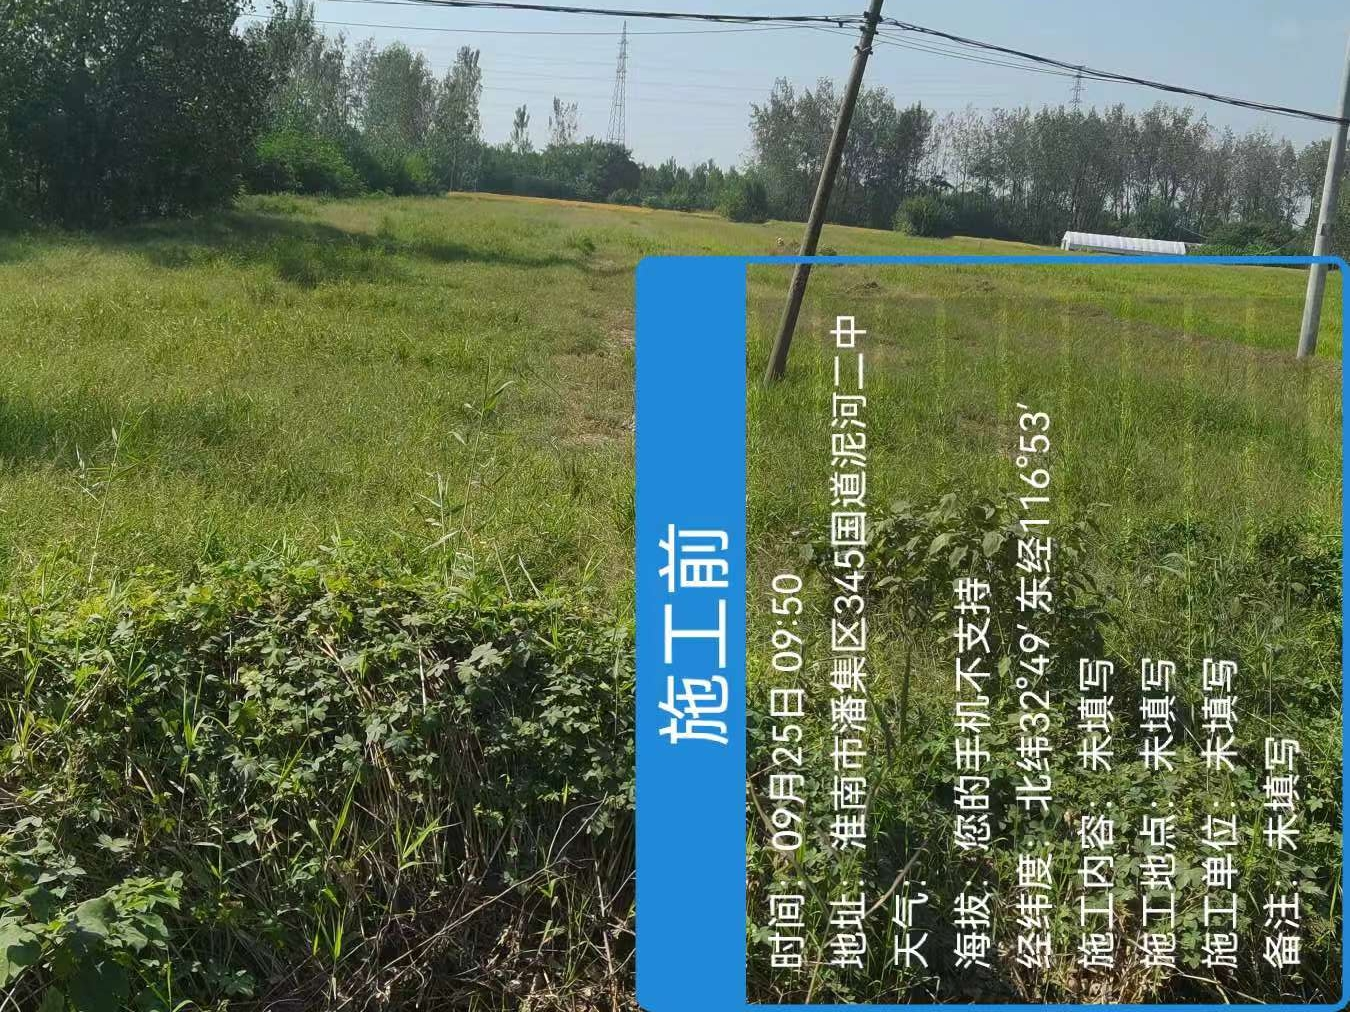 施工前
时间: 09月25日 09:50
地址: 淮南市潘集区345国道泥河二中
天气:
海拔: 您的手机不支持
经纬度: 北纬32°49′ 东经116°53′
施工内容: 未填写
施工地点: 未填写
施工单位: 未填写
备注: 未填写